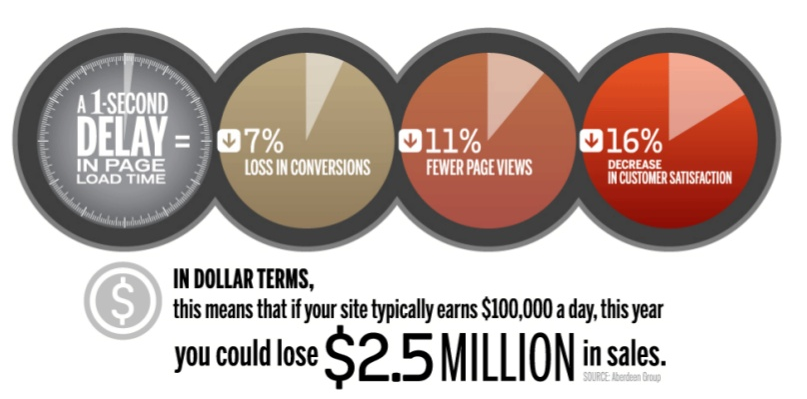 A 1-SECOND
DELAY
IN PAGE
LOAD TIME
=
7%
LOSS IN CONVERSIONS
11%
FEWER PAGE VIEWS
16%
DECREASE
IN CUSTOMER SATISFACTION
$
IN DOLLAR TERMS,
this means that if your site typically earns $100,000 a day, this year
you could lose $2.5 MILLION in sales.
SOURCE: Aberdeen Group